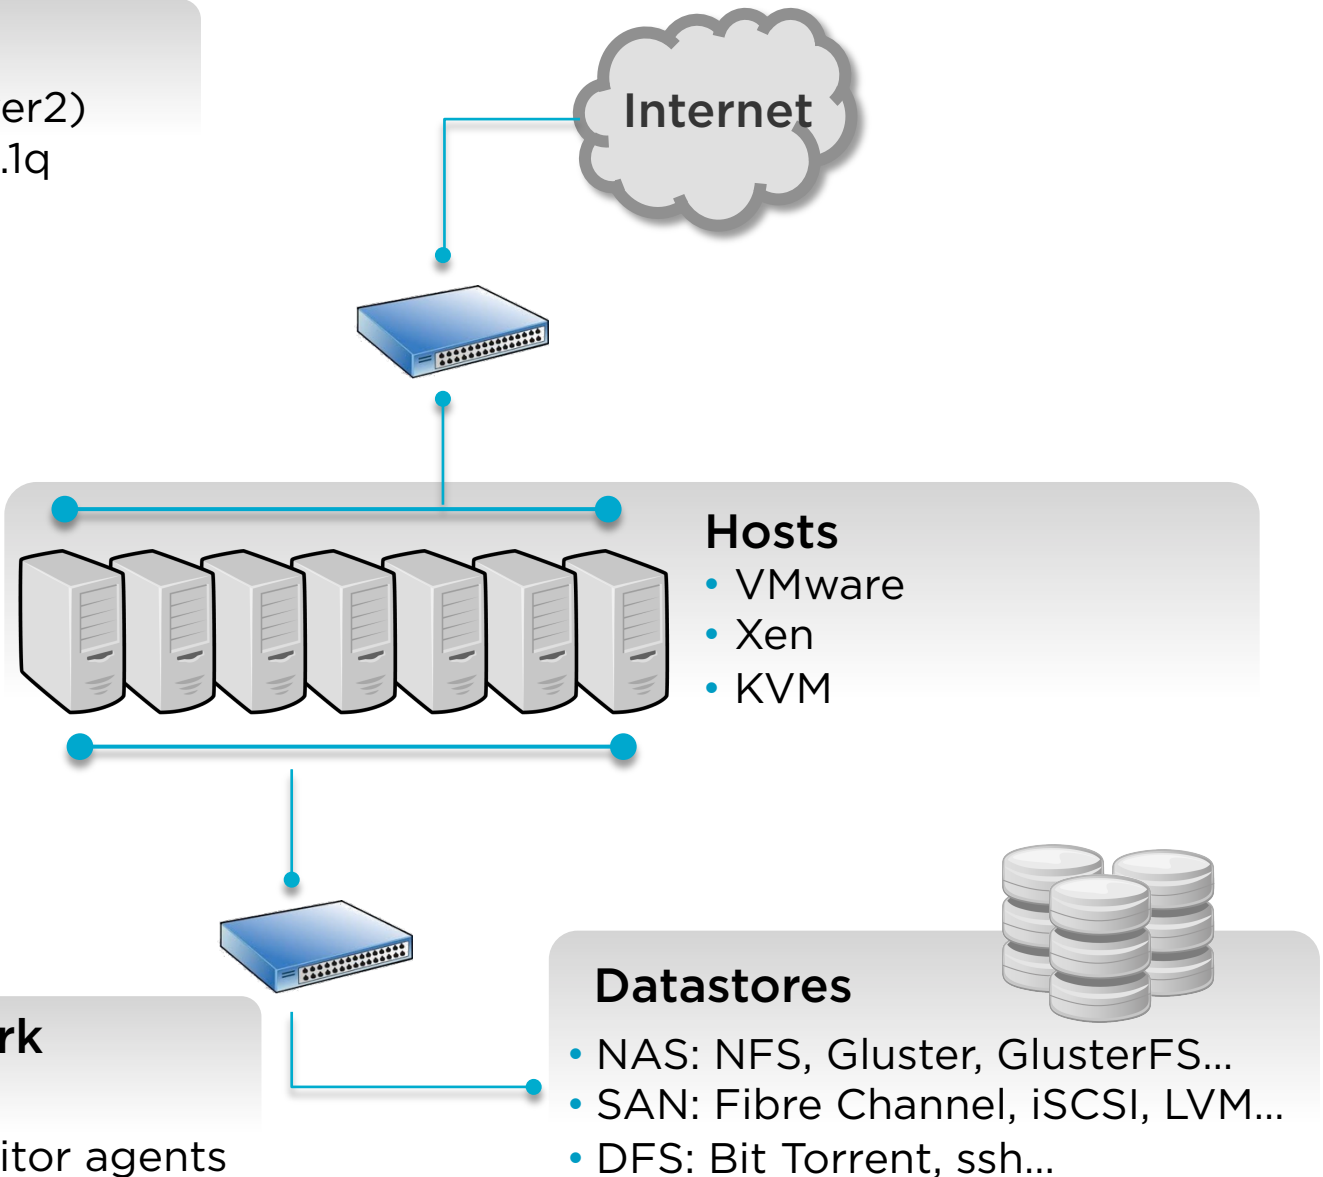 er2)
.1q
Internet
Hosts
• VMware
• Xen
• KVM
Datastores
• NAS: NFS, Gluster, GlusterFS...
• SAN: Fibre Channel, iSCSI, LVM...
• DFS: Bit Torrent, ssh...
rk
itor agents